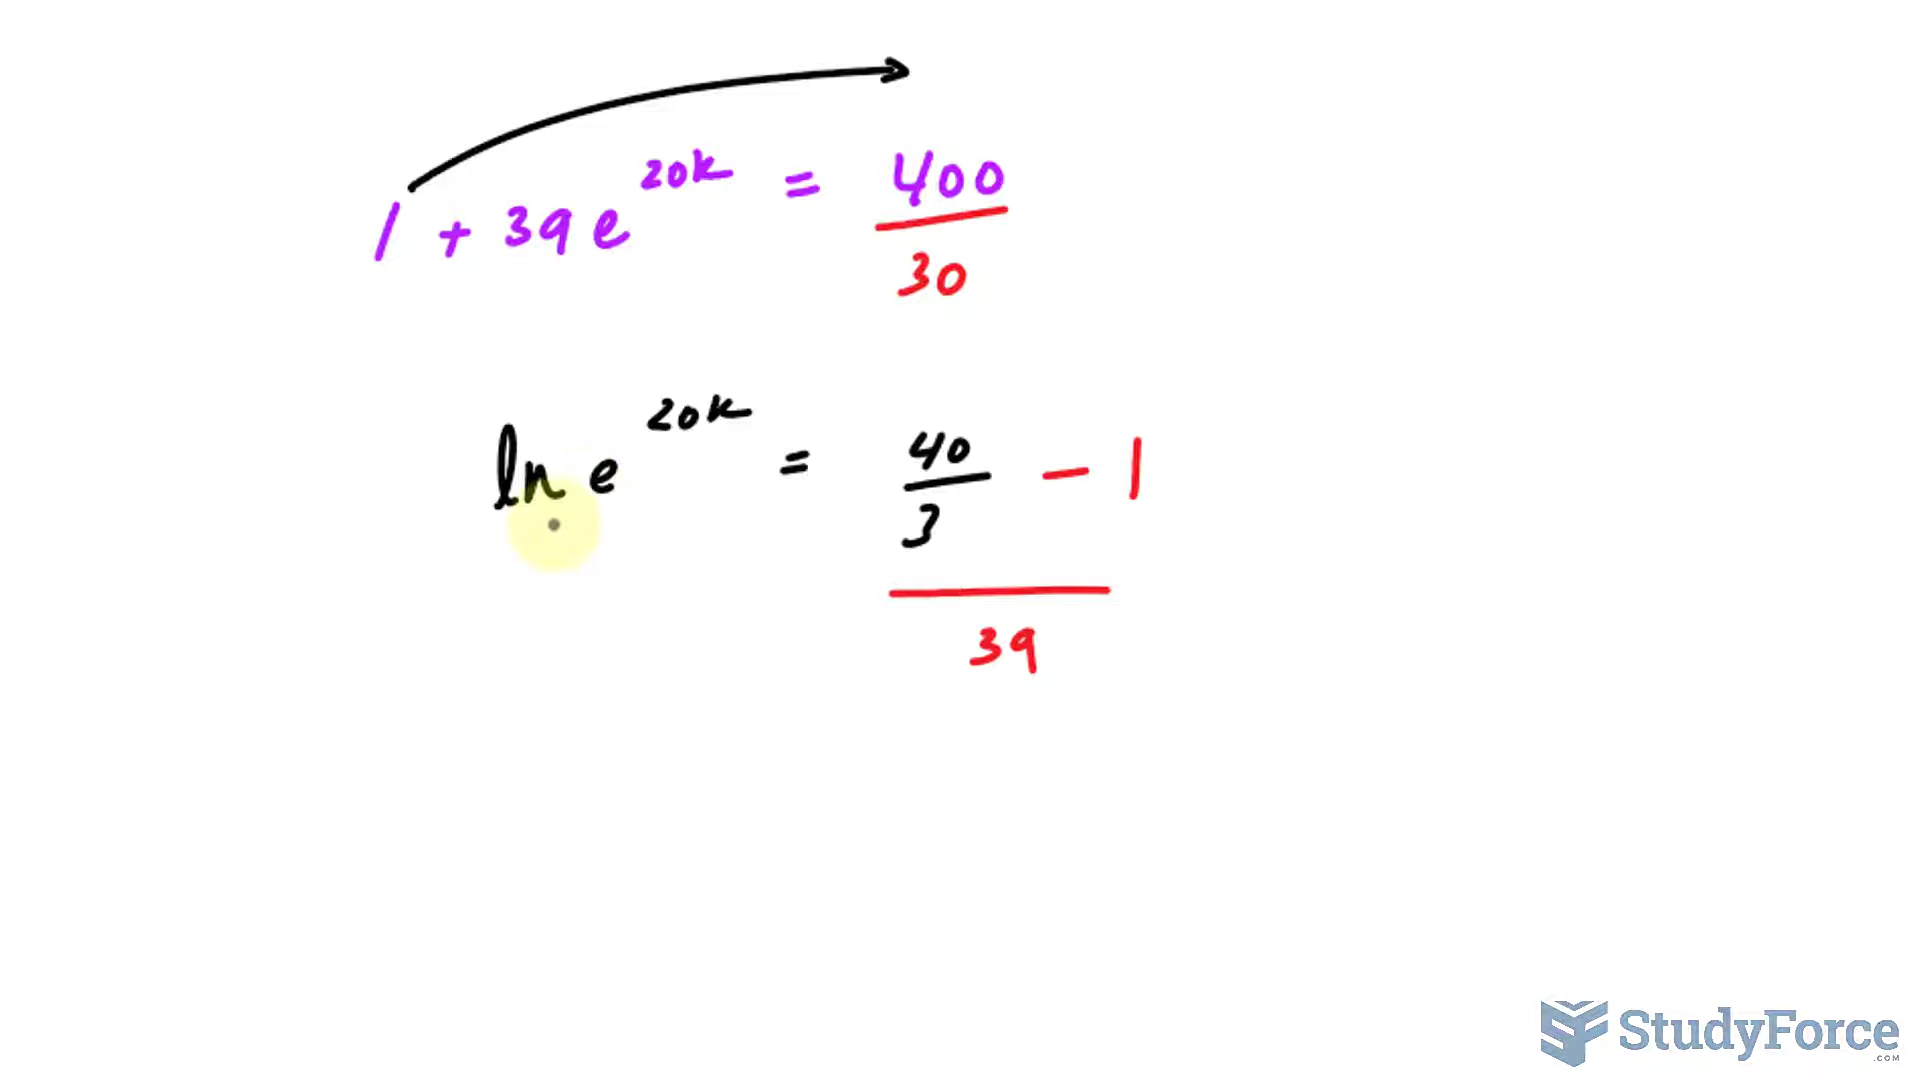 1 + 39e^{20k} = 400/30
ln e^{20k} = (40/3 - 1)/39
StudyForce
.COM